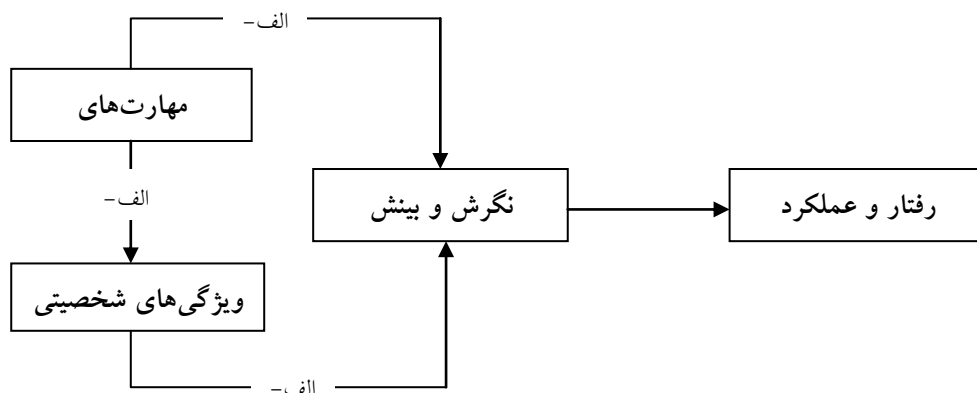 الف-
مهارت‌های
الف-
نگرش و بینش
رفتار و عملکرد
ویژگی‌های شخصیتی
الف-